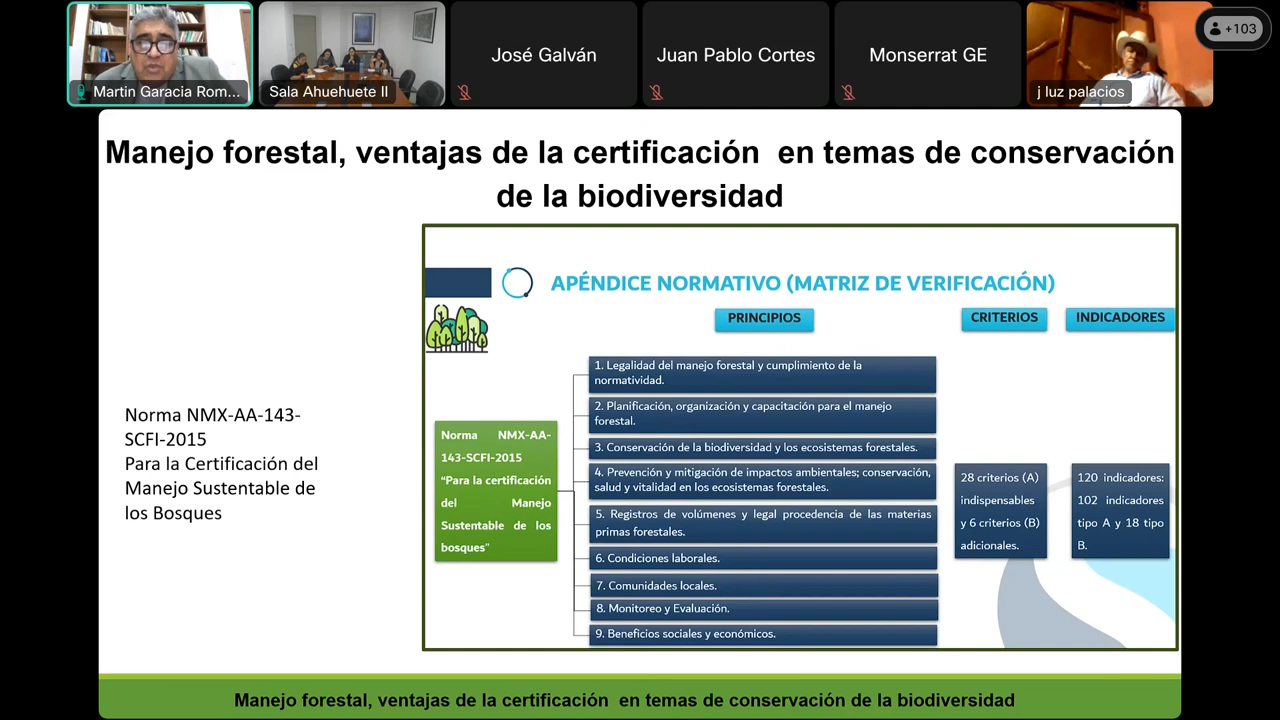 José Galván
Juan Pablo Cortes
Monserrat GE
+103
Martin Garacia Rom...
Sala Ahuehuete II
j luz palacios
Manejo forestal, ventajas de la certificación en temas de conservación
de la biodiversidad
APÉNDICE NORMATIVO (MATRIZ DE VERIFICACIÓN)
PRINCIPIOS
CRITERIOS
INDICADORES
Norma NMX-AA-143-
SCFI-2015
Para la Certificación del
Manejo Sustentable de
los Bosques
Norma NMX-AA-
143-SCFI-2015
"Para la certificación
del Manejo
Sustentable de los
bosques"
1. Legalidad del manejo forestal y cumplimiento de la
normatividad.
2. Planificación, organización y capacitación para el manejo
forestal.
3. Conservación de la biodiversidad y los ecosistemas forestales.
4. Prevención y mitigación de impactos ambientales; conservación,
salud y vitalidad en los ecosistemas forestales.
5. Registros de volúmenes y legal procedencia de las materias
primas forestales.
6. Condiciones laborales.
7. Comunidades locales.
8. Monitoreo y Evaluación.
9. Beneficios sociales y económicos.
28 criterios (A)
indispensables
y 6 criterios (B)
adicionales.
120 indicadores:
102 indicadores
tipo A y 18 tipo
B.
Manejo forestal, ventajas de la certificación en temas de conservación de la biodiversidad